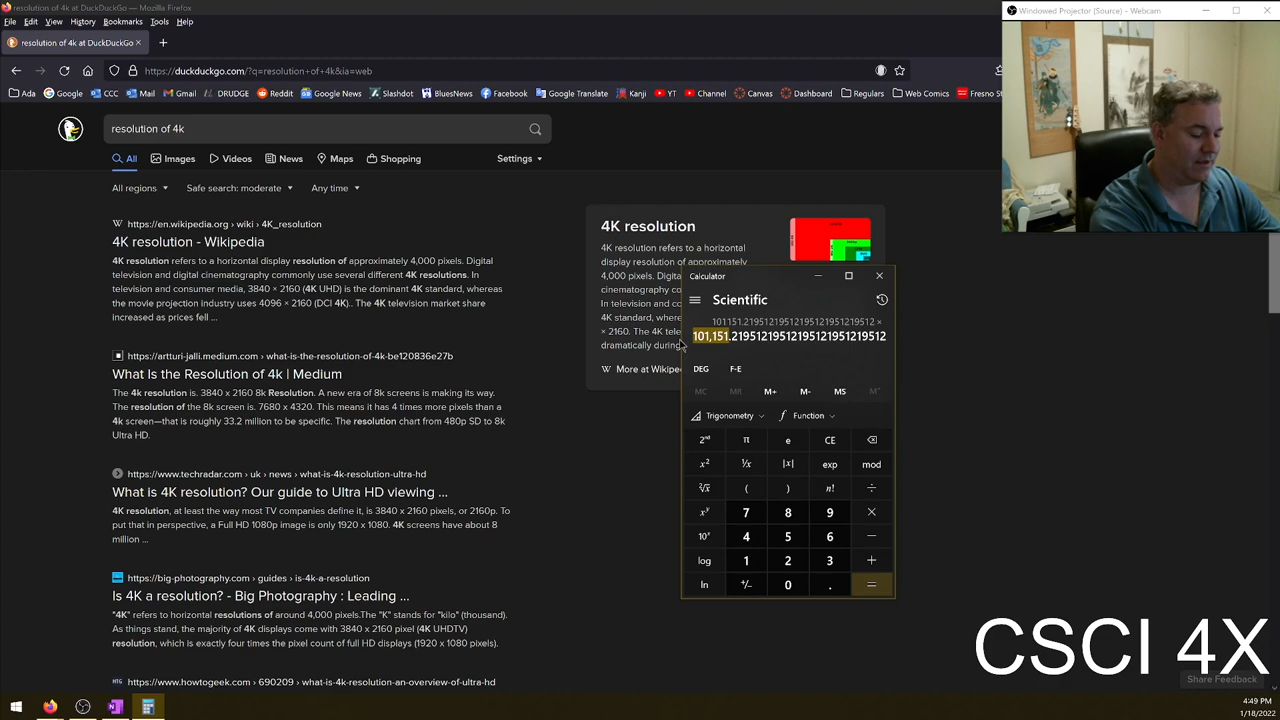 resolution of 4k at DuckDuckGo — Mozilla Firefox
File Edit View History Bookmarks Tools Help
resolution of 4k at DuckDuckGo
https://duckduckgo.com/?q=resolution+of+4k&ia=web
Ada Google CCC Mail Gmail DRUDGE Reddit Google News Slashdot BluesNews Facebook Google Translate Kanji YT Channel Canvas Dashboard Regulars Web Comics Fresno St
resolution of 4k
All Images Videos News Maps Shopping Settings
All regions Safe search: moderate Any time
https://en.wikipedia.org › wiki › 4K_resolution
4K resolution - Wikipedia
4K resolution refers to a horizontal display resolution of approximately 4,000 pixels. Digital
television and digital cinematography commonly use several different 4K resolutions. In
television and consumer media, 3840 × 2160 (4K UHD) is the dominant 4K standard, whereas
the movie projection industry uses 4096 × 2160 (DCI 4K).. The 4K television market share
increased as prices fell ...
https://artturi-jalli.medium.com › what-is-the-resolution-of-4k-be120836e27b
What Is the Resolution of 4k | Medium
The 4k resolution is. 3840 x 2160 8k Resolution. A new era of 8k screens is making its way.
The resolution of the 8k screen is. 7680 x 4320. This means it has 4 times more pixels than a
4k screen—that is roughly 33.2 million to be specific. The resolution chart from 480p SD to 8k
Ultra HD.
https://www.techradar.com › uk › news › what-is-4k-resolution-ultra-hd
What is 4K resolution? Our guide to Ultra HD viewing ...
4K resolution, at least the way most TV companies define it, is 3840 x 2160 pixels, or 2160p. To
put that in perspective, a Full HD 1080p image is only 1920 x 1080. 4K screens have about 8
million ...
https://big-photography.com › guides › is-4k-a-resolution
Is 4K a resolution? - Big Photography : Leading ...
"4K" refers to horizontal resolutions of around 4,000 pixels.The "K" stands for "kilo" (thousand).
As things stand, the majority of 4K displays come with 3840 x 2160 pixel (4K UHDTV)
resolution, which is exactly four times the pixel count of full HD displays (1920 x 1080 pixels).
https://www.howtogeek.com › 690209 › what-is-4k-resolution-an-overview-of-ultra-hd
4K resolution
4K resolution refers to a horizontal
display resolution of approximately
4,000 pixels. Digita
television and co
In television and co
4K standard, where
× 2160. The 4K tele
dramatically during
More at Wikipe
Calculator
Scientific
101151.2195121951219512195121951 2 ×
101,151.21951219512195121951219512
DEG F-E
MC MR M+ M- MS M˅
Trigonometry Function
2ⁿᵈ π e CE
x² ¹/x |x| exp mod
²√x ( ) n! ÷
xʸ 7 8 9 ×
10ˣ 4 5 6 −
log 1 2 3 +
ln +/− 0 . =
Windowed Projector (Source) - Webcam
CSCI 4X
Share Feedback
4:49 PM
1/18/2022